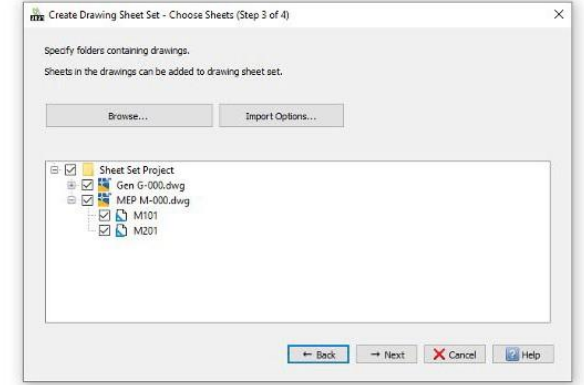 Create Drawing Sheet Set - Choose Sheets (Step 3 of 4)
Specify folders containing drawings.
Sheets in the drawings can be added to drawing sheet set.
Browse... Import Options...
Sheet Set Project
Gen G-000.dwg
MEP M-000.dwg
M101
M201
← Back → Next Cancel Help